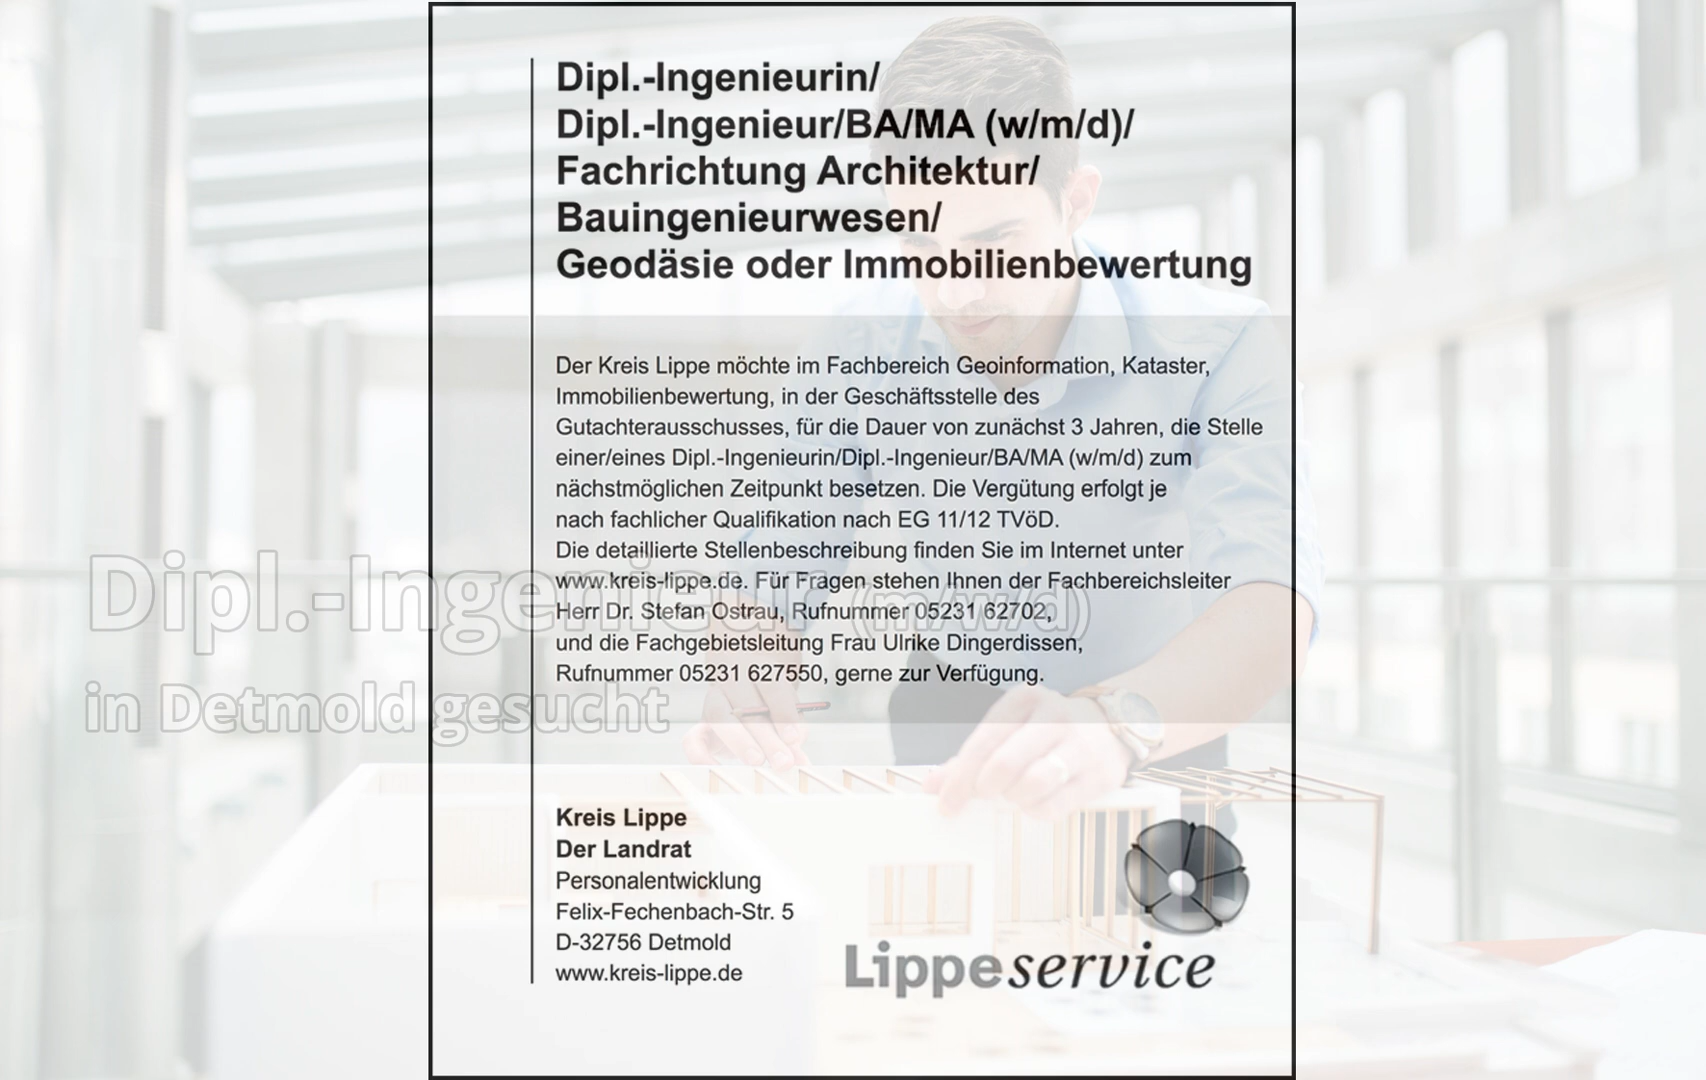 Dipl.-Ingenieurin/
Dipl.-Ingenieur/BA/MA (w/m/d)/
Fachrichtung Architektur/
Bauingenieurwesen/
Geodäsie oder Immobilienbewertung
Der Kreis Lippe möchte im Fachbereich Geoinformation, Kataster,
Immobilienbewertung, in der Geschäftsstelle des
Gutachterausschusses, für die Dauer von zunächst 3 Jahren, die Stelle
einer/eines Dipl.-Ingenieurin/Dipl.-Ingenieur/BA/MA (w/m/d) zum
nächstmöglichen Zeitpunkt besetzen. Die Vergütung erfolgt je
nach fachlicher Qualifikation nach EG 11/12 TVöD.
Die detaillierte Stellenbeschreibung finden Sie im Internet unter
www.kreis-lippe.de. Für Fragen stehen Ihnen der Fachbereichsleiter
Herr Dr. Stefan Ostrau, Rufnummer 05231 62702,
und die Fachgebietsleitung Frau Ulrike Dingerdissen,
Rufnummer 05231 627550, gerne zur Verfügung.
Dipl.-Ingenieur (m/w/d)
in Detmold gesucht
Kreis Lippe
Der Landrat
Personalentwicklung
Felix-Fechenbach-Str. 5
D-32756 Detmold
www.kreis-lippe.de
Lippeservice